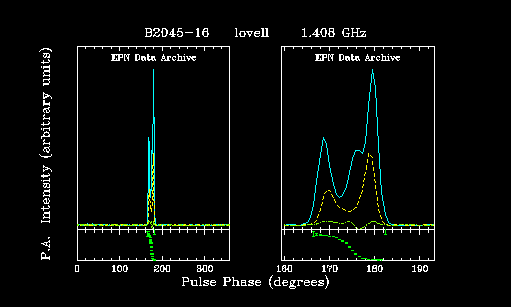 B2045-16 lovell 1.408 GHz
EPN Data Archive EPN Data Archive
P.A. Intensity (arbitrary units)
0 100 200 300 160 170 180 190
Pulse Phase (degrees)